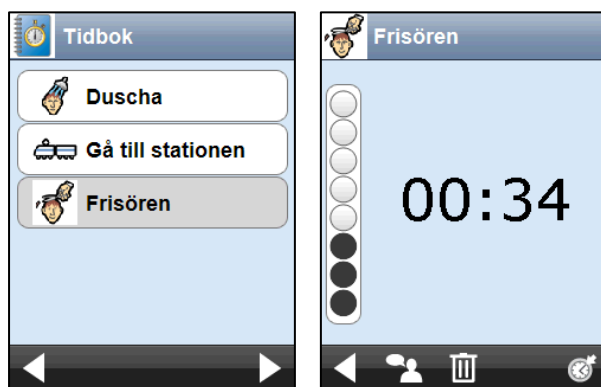 Tidbok
Duscha
Gå till stationen
Frisören
Frisören
00:34